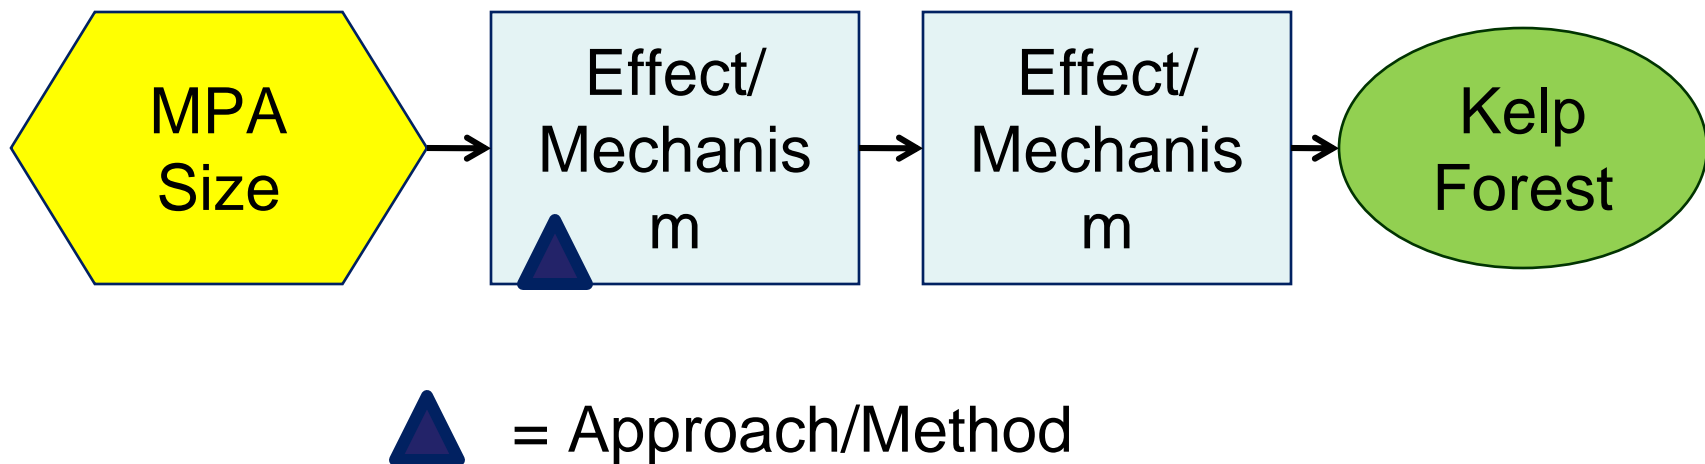 MPA
Size
Effect/
Mechanis
m
Effect/
Mechanis
m
Kelp
Forest
= Approach/Method